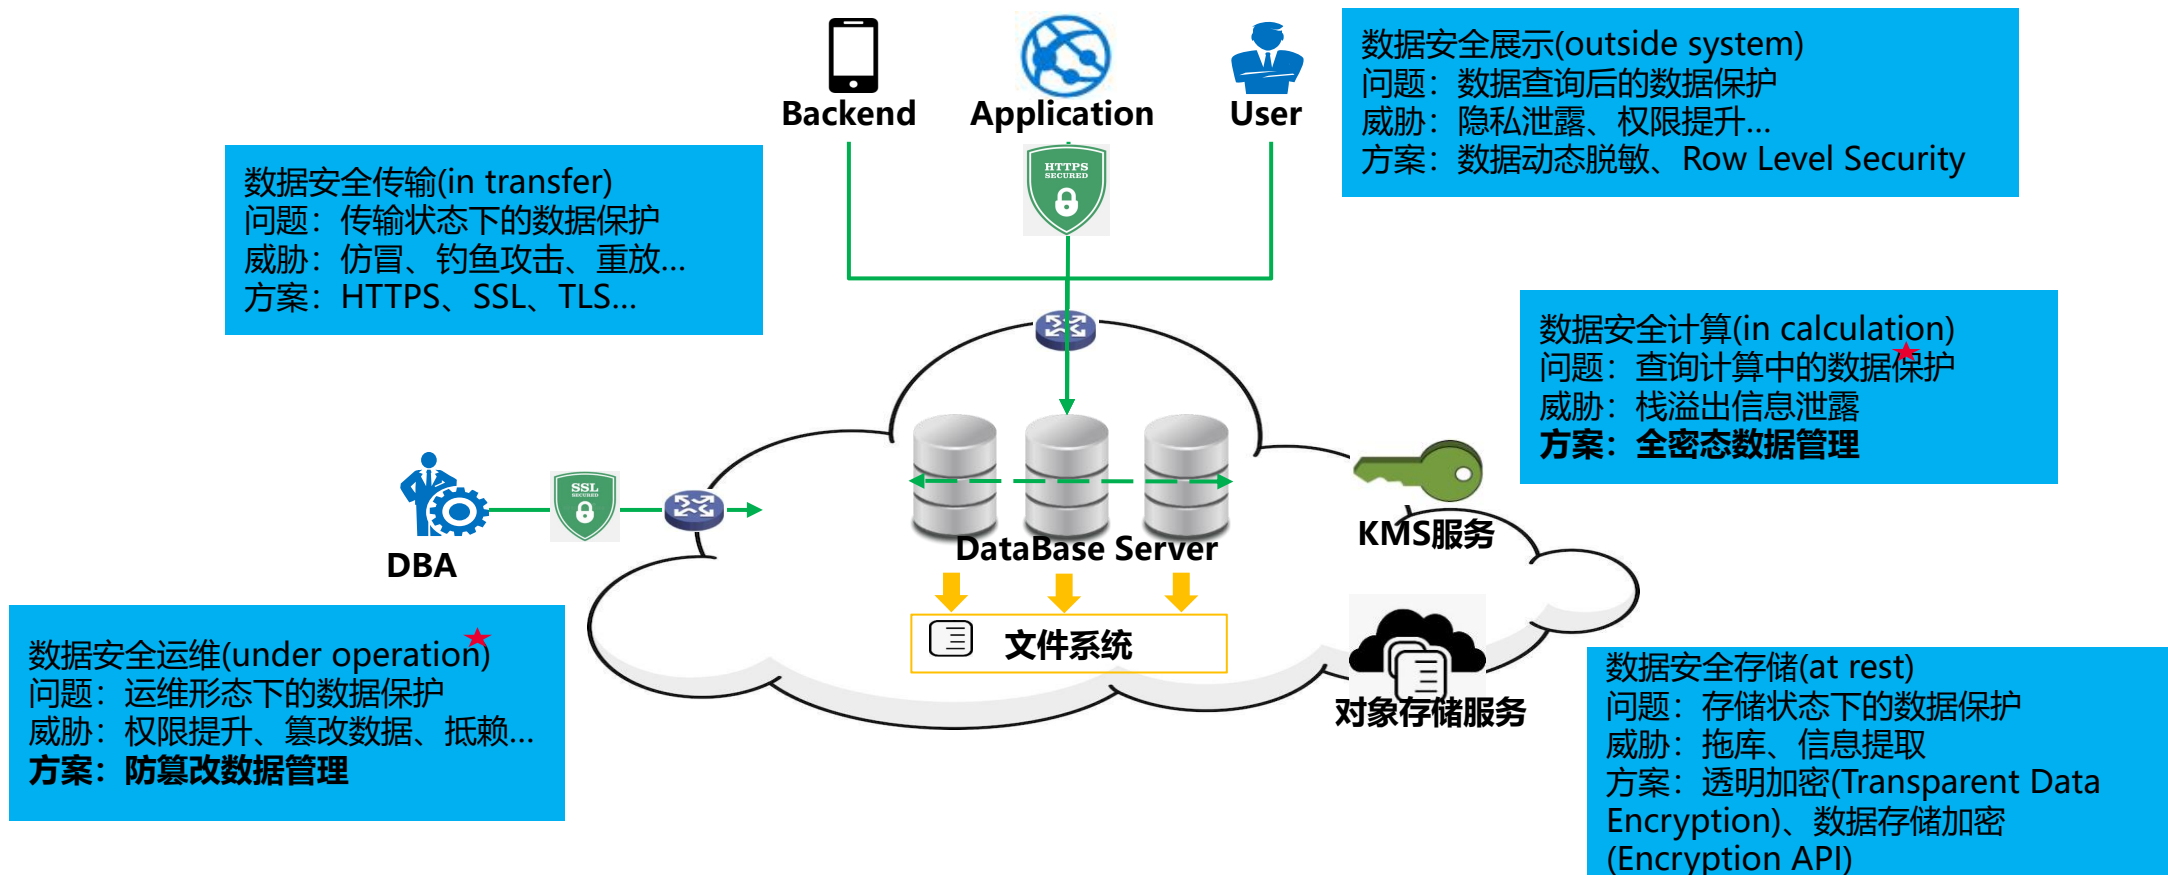 Backend
Application
User
HTTPS
SECURED
数据安全展示(outside system)
问题：数据查询后的数据保护
威胁：隐私泄露、权限提升...
方案：数据动态脱敏、Row Level Security
数据安全传输(in transfer)
问题：传输状态下的数据保护
威胁：仿冒、钓鱼攻击、重放...
方案：HTTPS、SSL、TLS...
数据安全计算(in calculation)
问题：查询计算中的数据保护
威胁：栈溢出信息泄露
方案：全密态数据管理
SSL
SECURED
DBA
DataBase Server
KMS服务
文件系统
对象存储服务
数据安全运维(under operation)
问题：运维形态下的数据保护
威胁：权限提升、篡改数据、抵赖...
方案：防篡改数据管理
数据安全存储(at rest)
问题：存储状态下的数据保护
威胁：拖库、信息提取
方案：透明加密(Transparent Data
Encryption)、数据存储加密
(Encryption API)